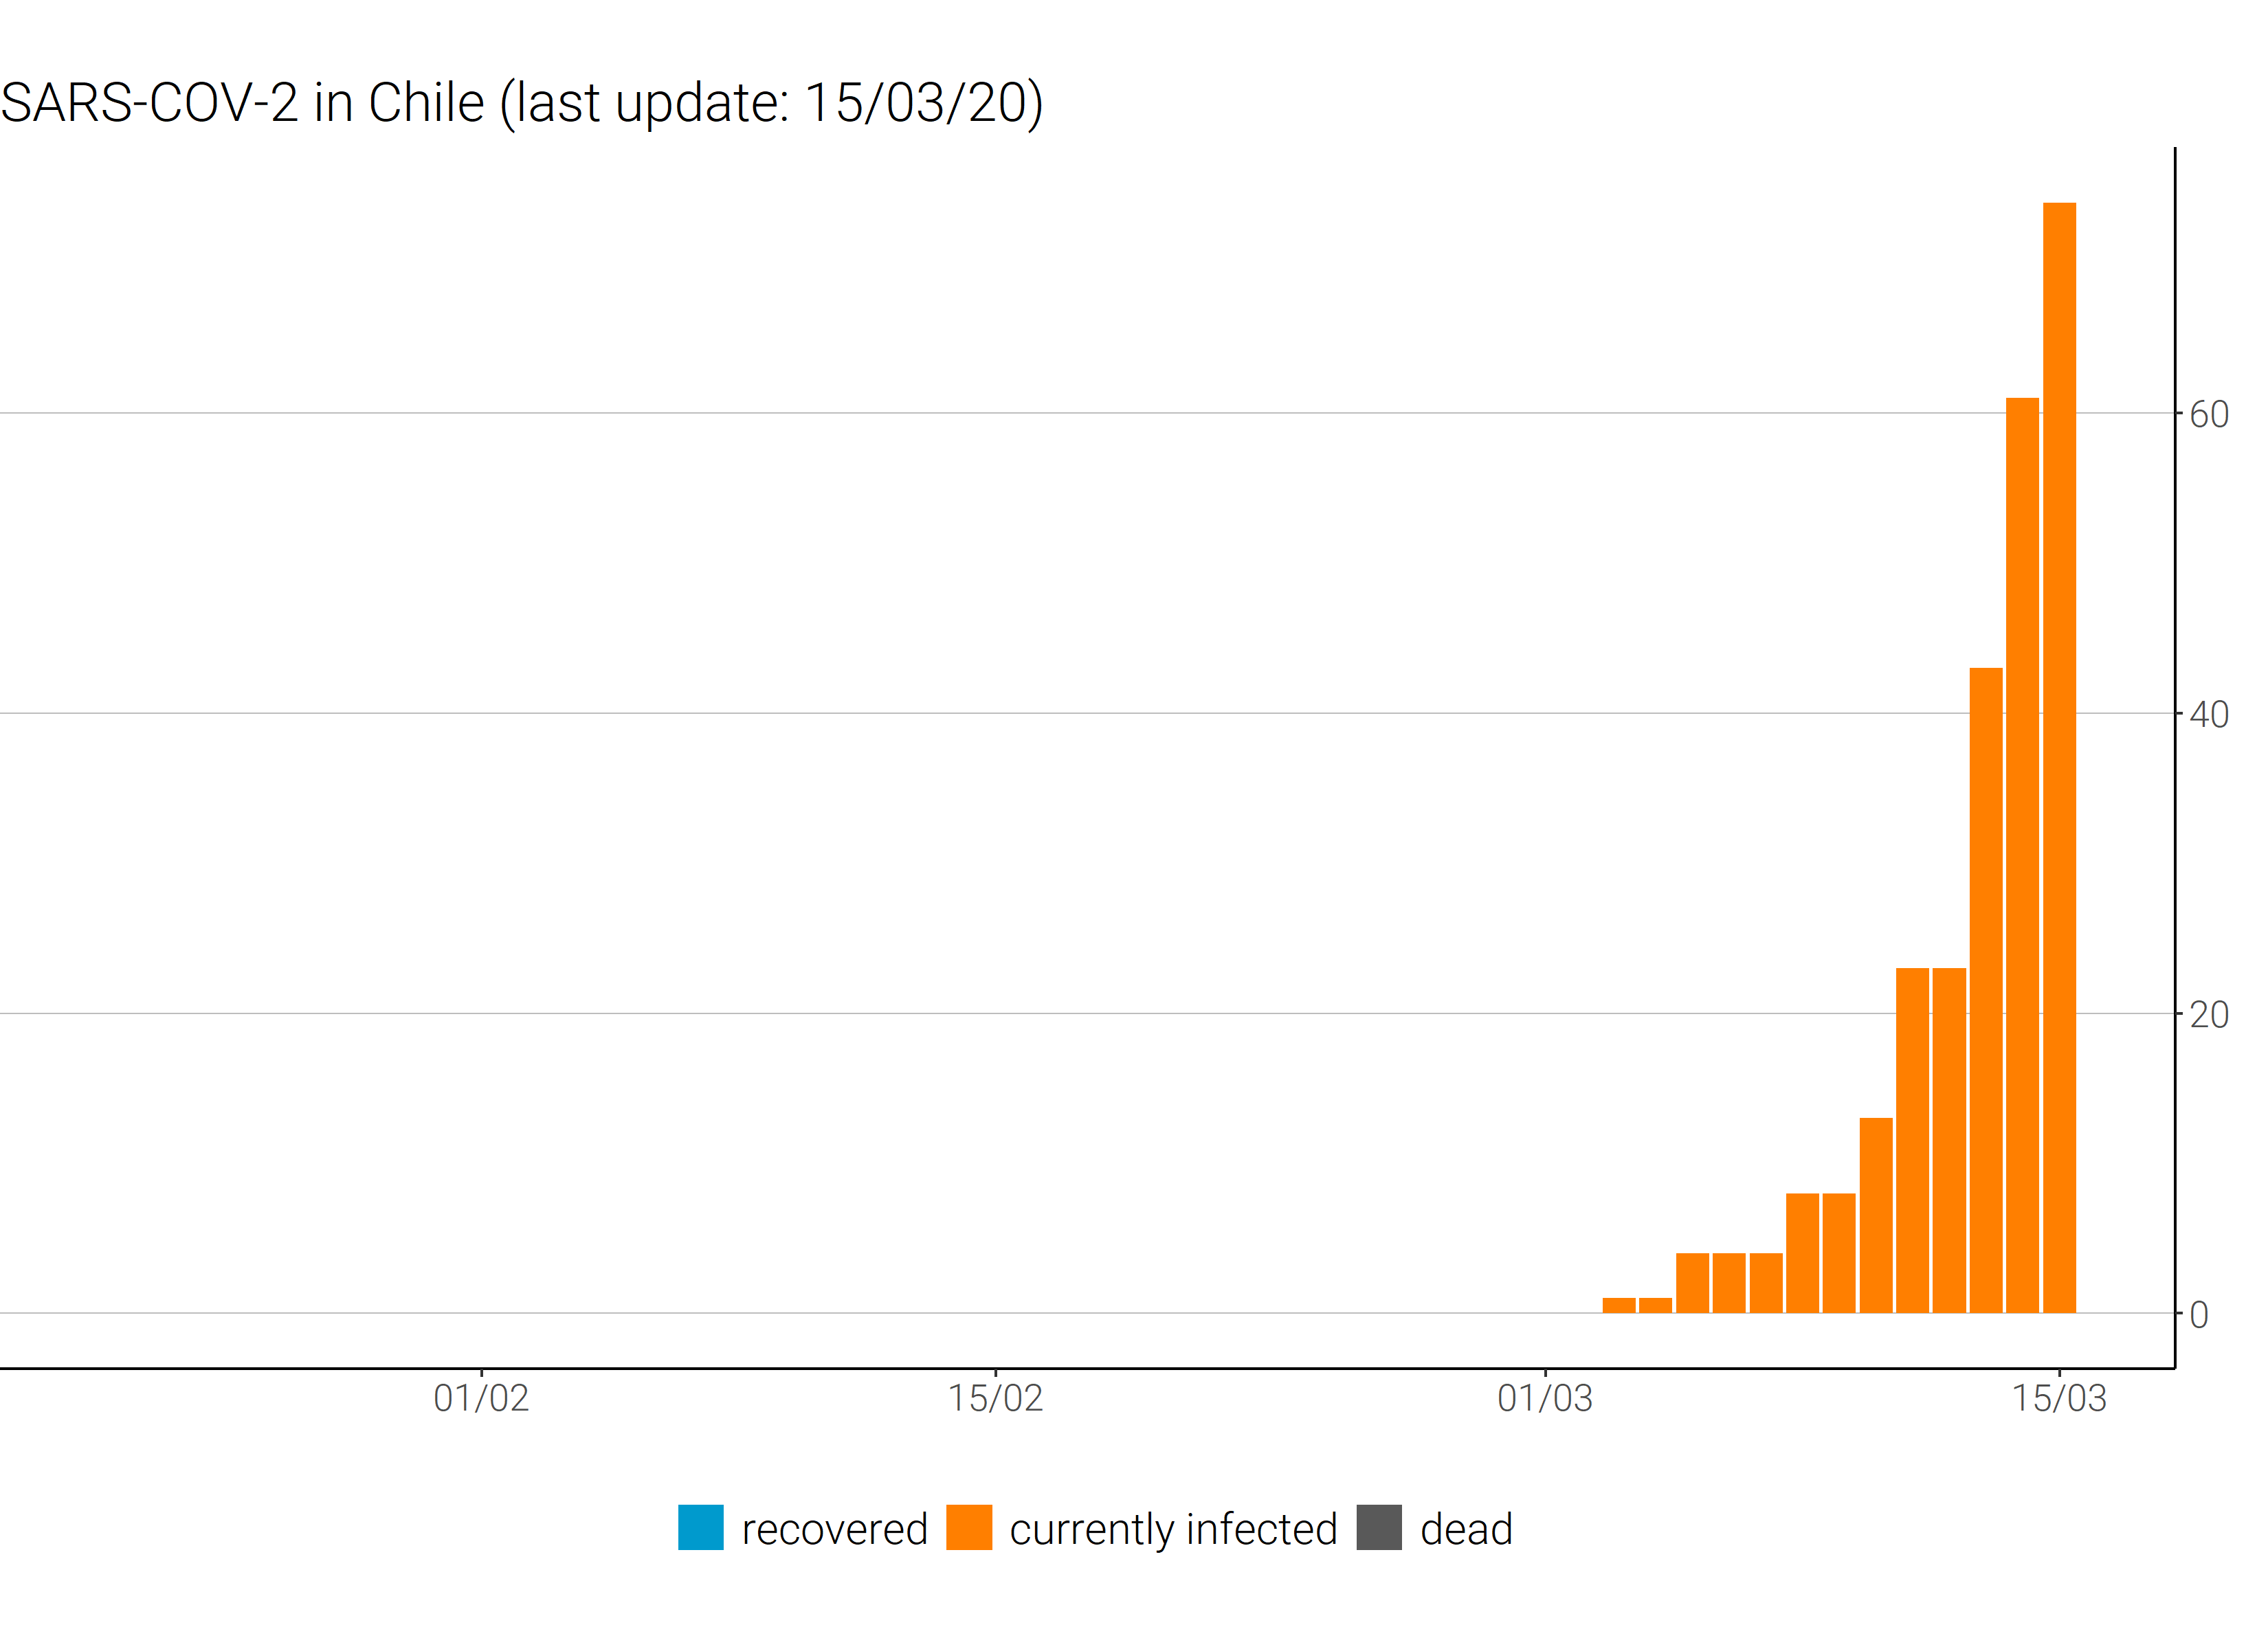 SARS-COV-2 in Chile (last update: 15/03/20)
60
40
20
0
01/02 15/02 01/03 15/03
recovered currently infected dead